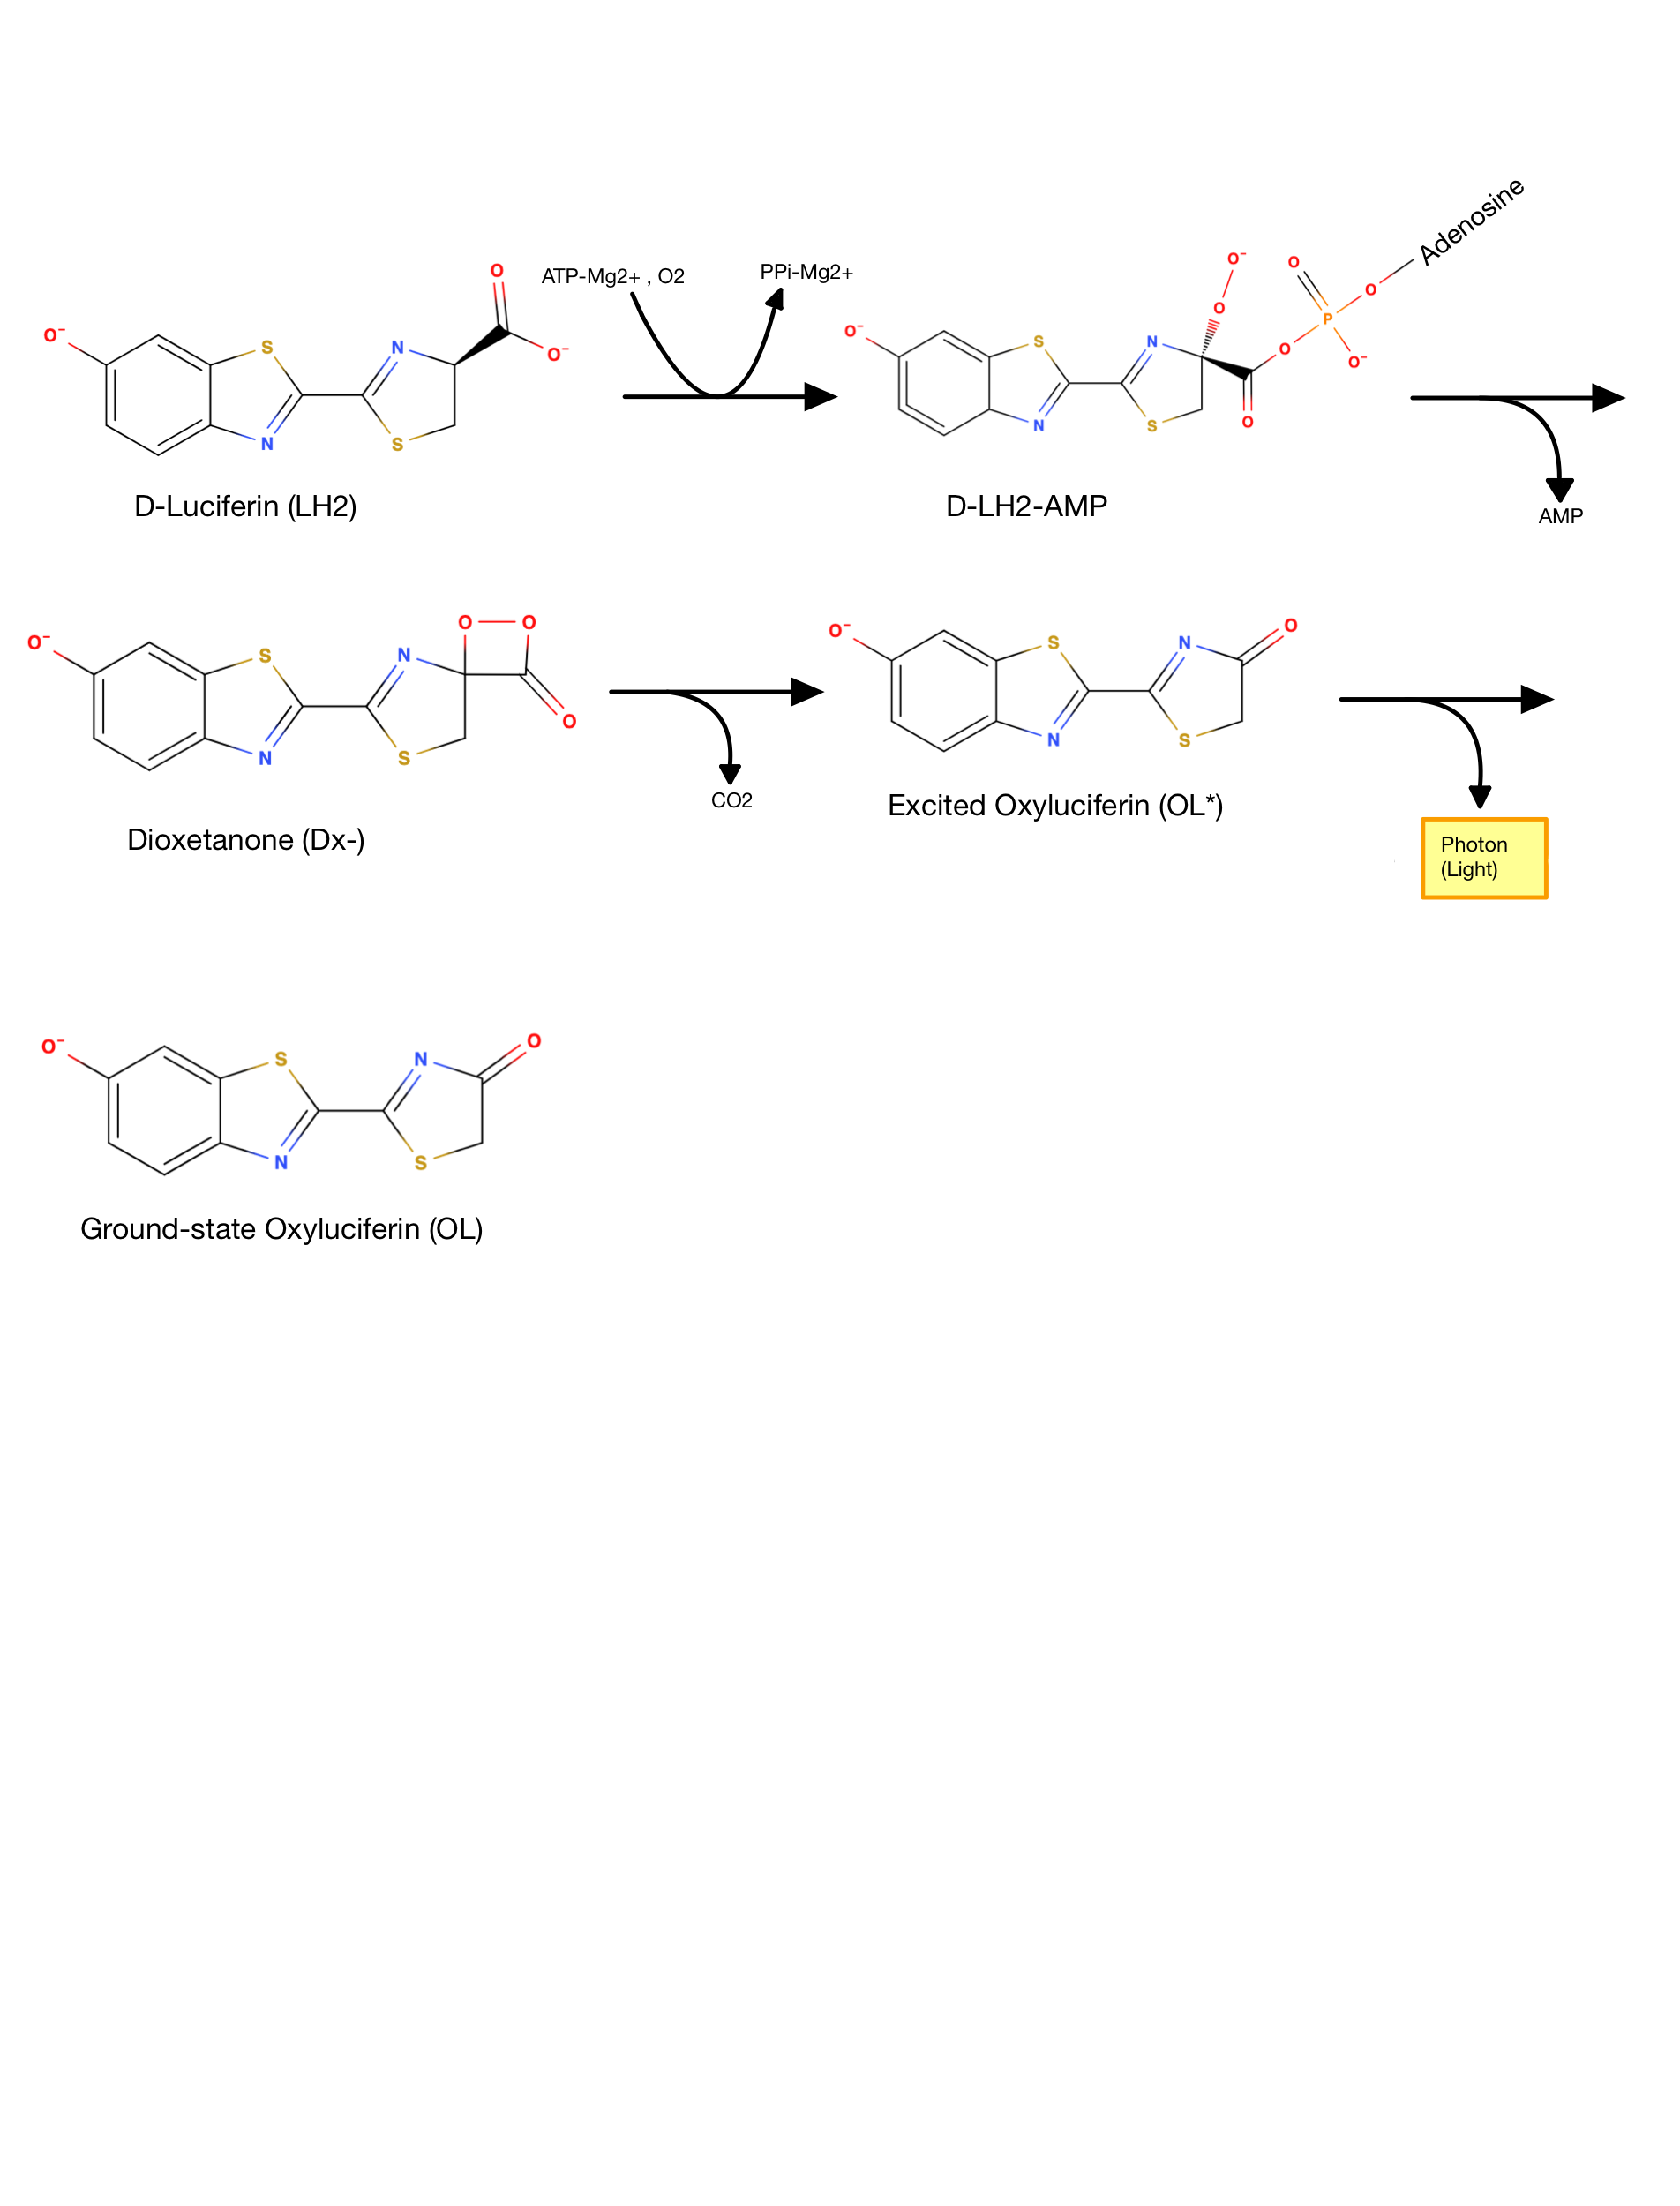 ATP-Mg2+ , O2
PPi-Mg2+
Adenosine
O⁻
S
N
N
S
O
O⁻
O⁻
S
N
N
S
O⁻
O
O
O
P
O
O
O⁻
D-Luciferin (LH2)
D-LH2-AMP
AMP
O⁻
S
N
N
S
O
O
O
O⁻
S
N
N
S
O
CO2
Dioxetanone (Dx-)
Excited Oxyluciferin (OL*)
Photon
(Light)
O⁻
S
N
N
S
O
Ground-state Oxyluciferin (OL)